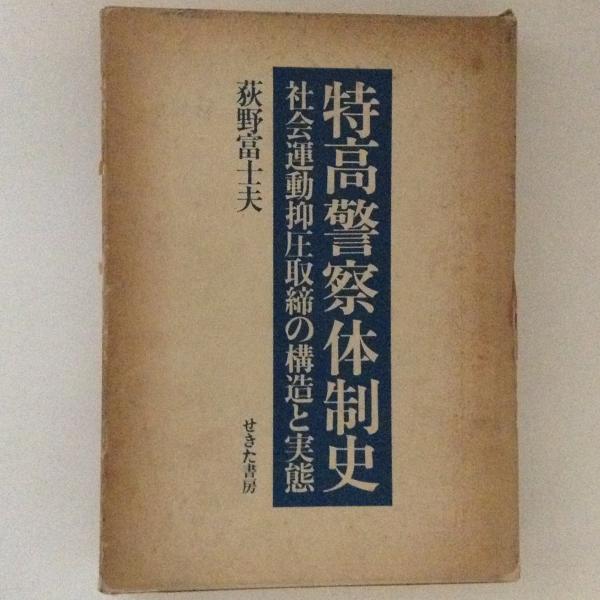 特高警察体制史
社会運動抑圧取締の構造と実態
荻野富士夫
せきた書房